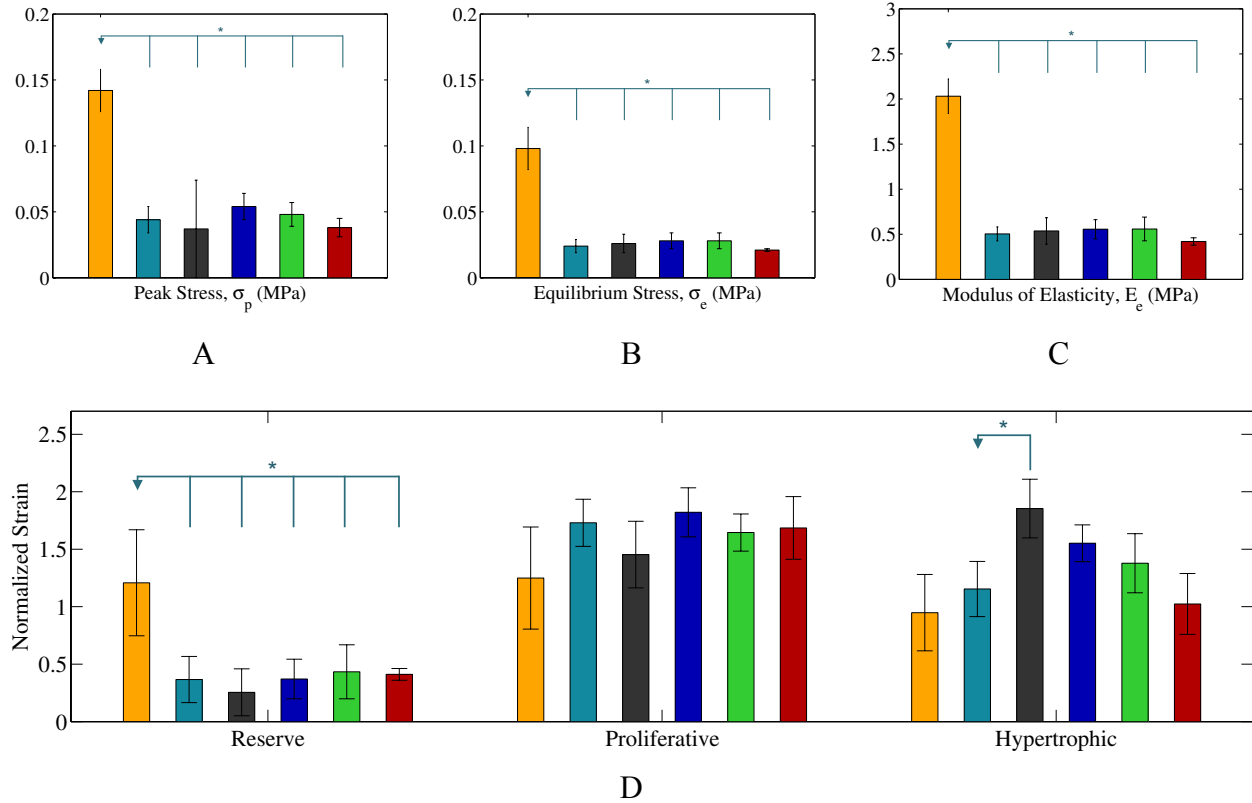 0.2
0.15
0.1
0.05
0
*
Peak Stress, σp (MPa)
A
0.2
0.15
0.1
0.05
0
*
Equilibrium Stress, σe (MPa)
B
3
2.5
2
1.5
1
0.5
0
*
Modulus of Elasticity, Ee (MPa)
C
2.5
2
1.5
1
0.5
0
Normalized Strain
*
*
Reserve
Proliferative
Hypertrophic
D